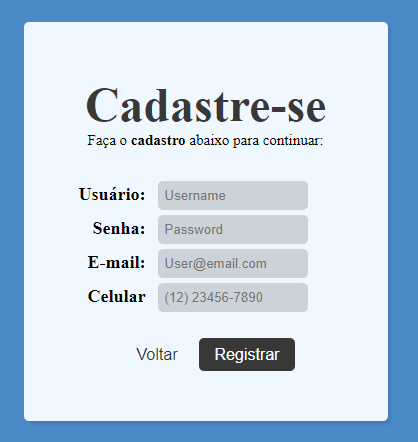 Cadastre-se
Faça o cadastro abaixo para continuar:
Usuário: Username
Senha: Password
E-mail: User@email.com
Celular (12) 23456-7890
Voltar Registrar